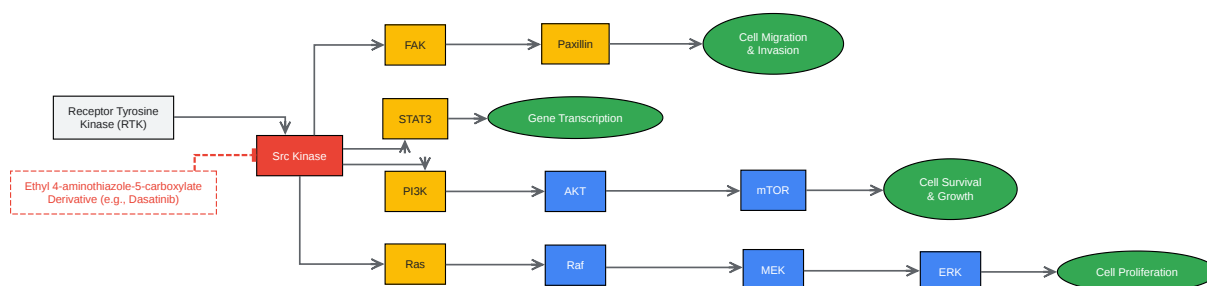 FAK
Paxillin
Cell Migration
& Invasion
Receptor Tyrosine
Kinase (RTK)
STAT3
Gene Transcription
Src Kinase
Ethyl 4-aminothiazole-5-carboxylate
Derivative (e.g., Dasatinib)
PI3K
AKT
mTOR
Cell Survival
& Growth
Ras
Raf
MEK
ERK
Cell Proliferation